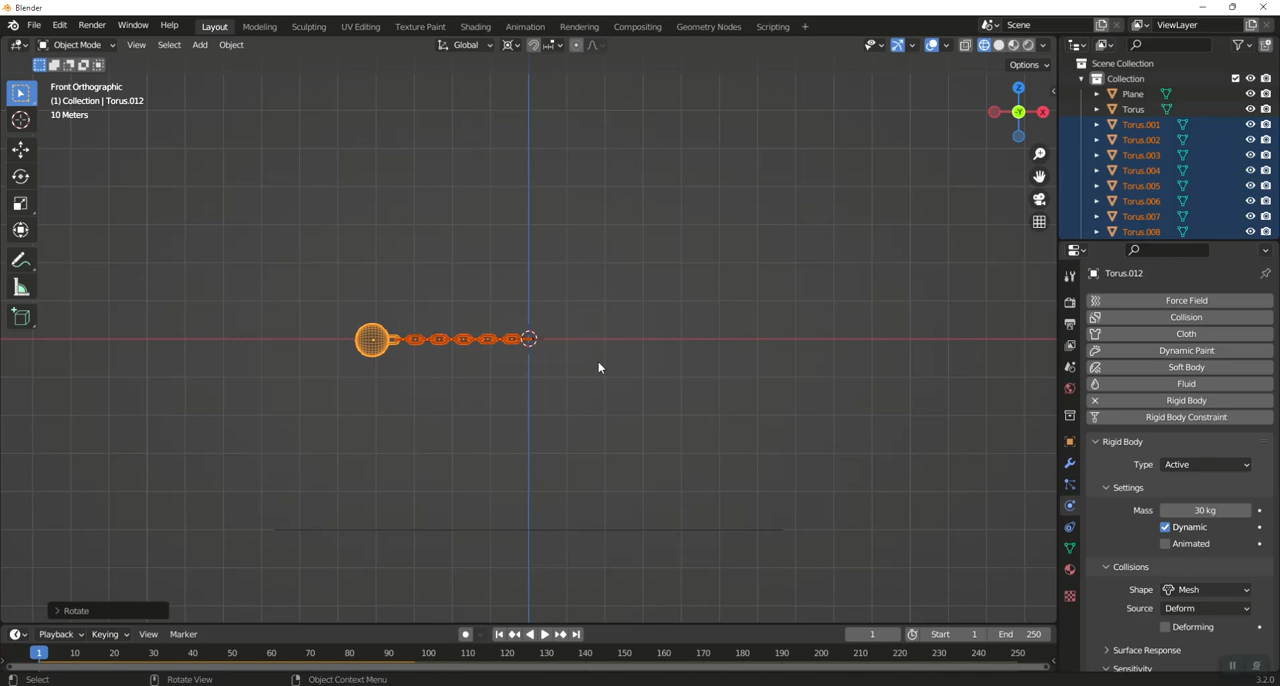 Blender
File Edit Render Window Help Layout Modeling Sculpting UV Editing Texture Paint Shading Animation Rendering Compositing Geometry Nodes Scripting + Scene ViewLayer
Object Mode View Select Add Object Global
Options
Front Orthographic
(1) Collection | Torus.012
10 Meters
Z
Y
X
Scene Collection
Collection
Plane
Torus
Torus.001
Torus.002
Torus.003
Torus.004
Torus.005
Torus.006
Torus.007
Torus.008
Torus.012
Force Field
Collision
Cloth
Dynamic Paint
Soft Body
Fluid
Rigid Body
Rigid Body Constraint
Rigid Body
Type Active
Settings
Mass 30 kg
Dynamic
Animated
Collisions
Shape Mesh
Source Deform
Deforming
Surface Response
Sensitivity
Rotate
Playback Keying View Marker 1 Start 1 End 250
1 10 20 30 40 50 60 70 80 90 100 110 120 130 140 150 160 170 180 190 200 210 220 230 240 250
Select Rotate View Object Context Menu 3.2.0